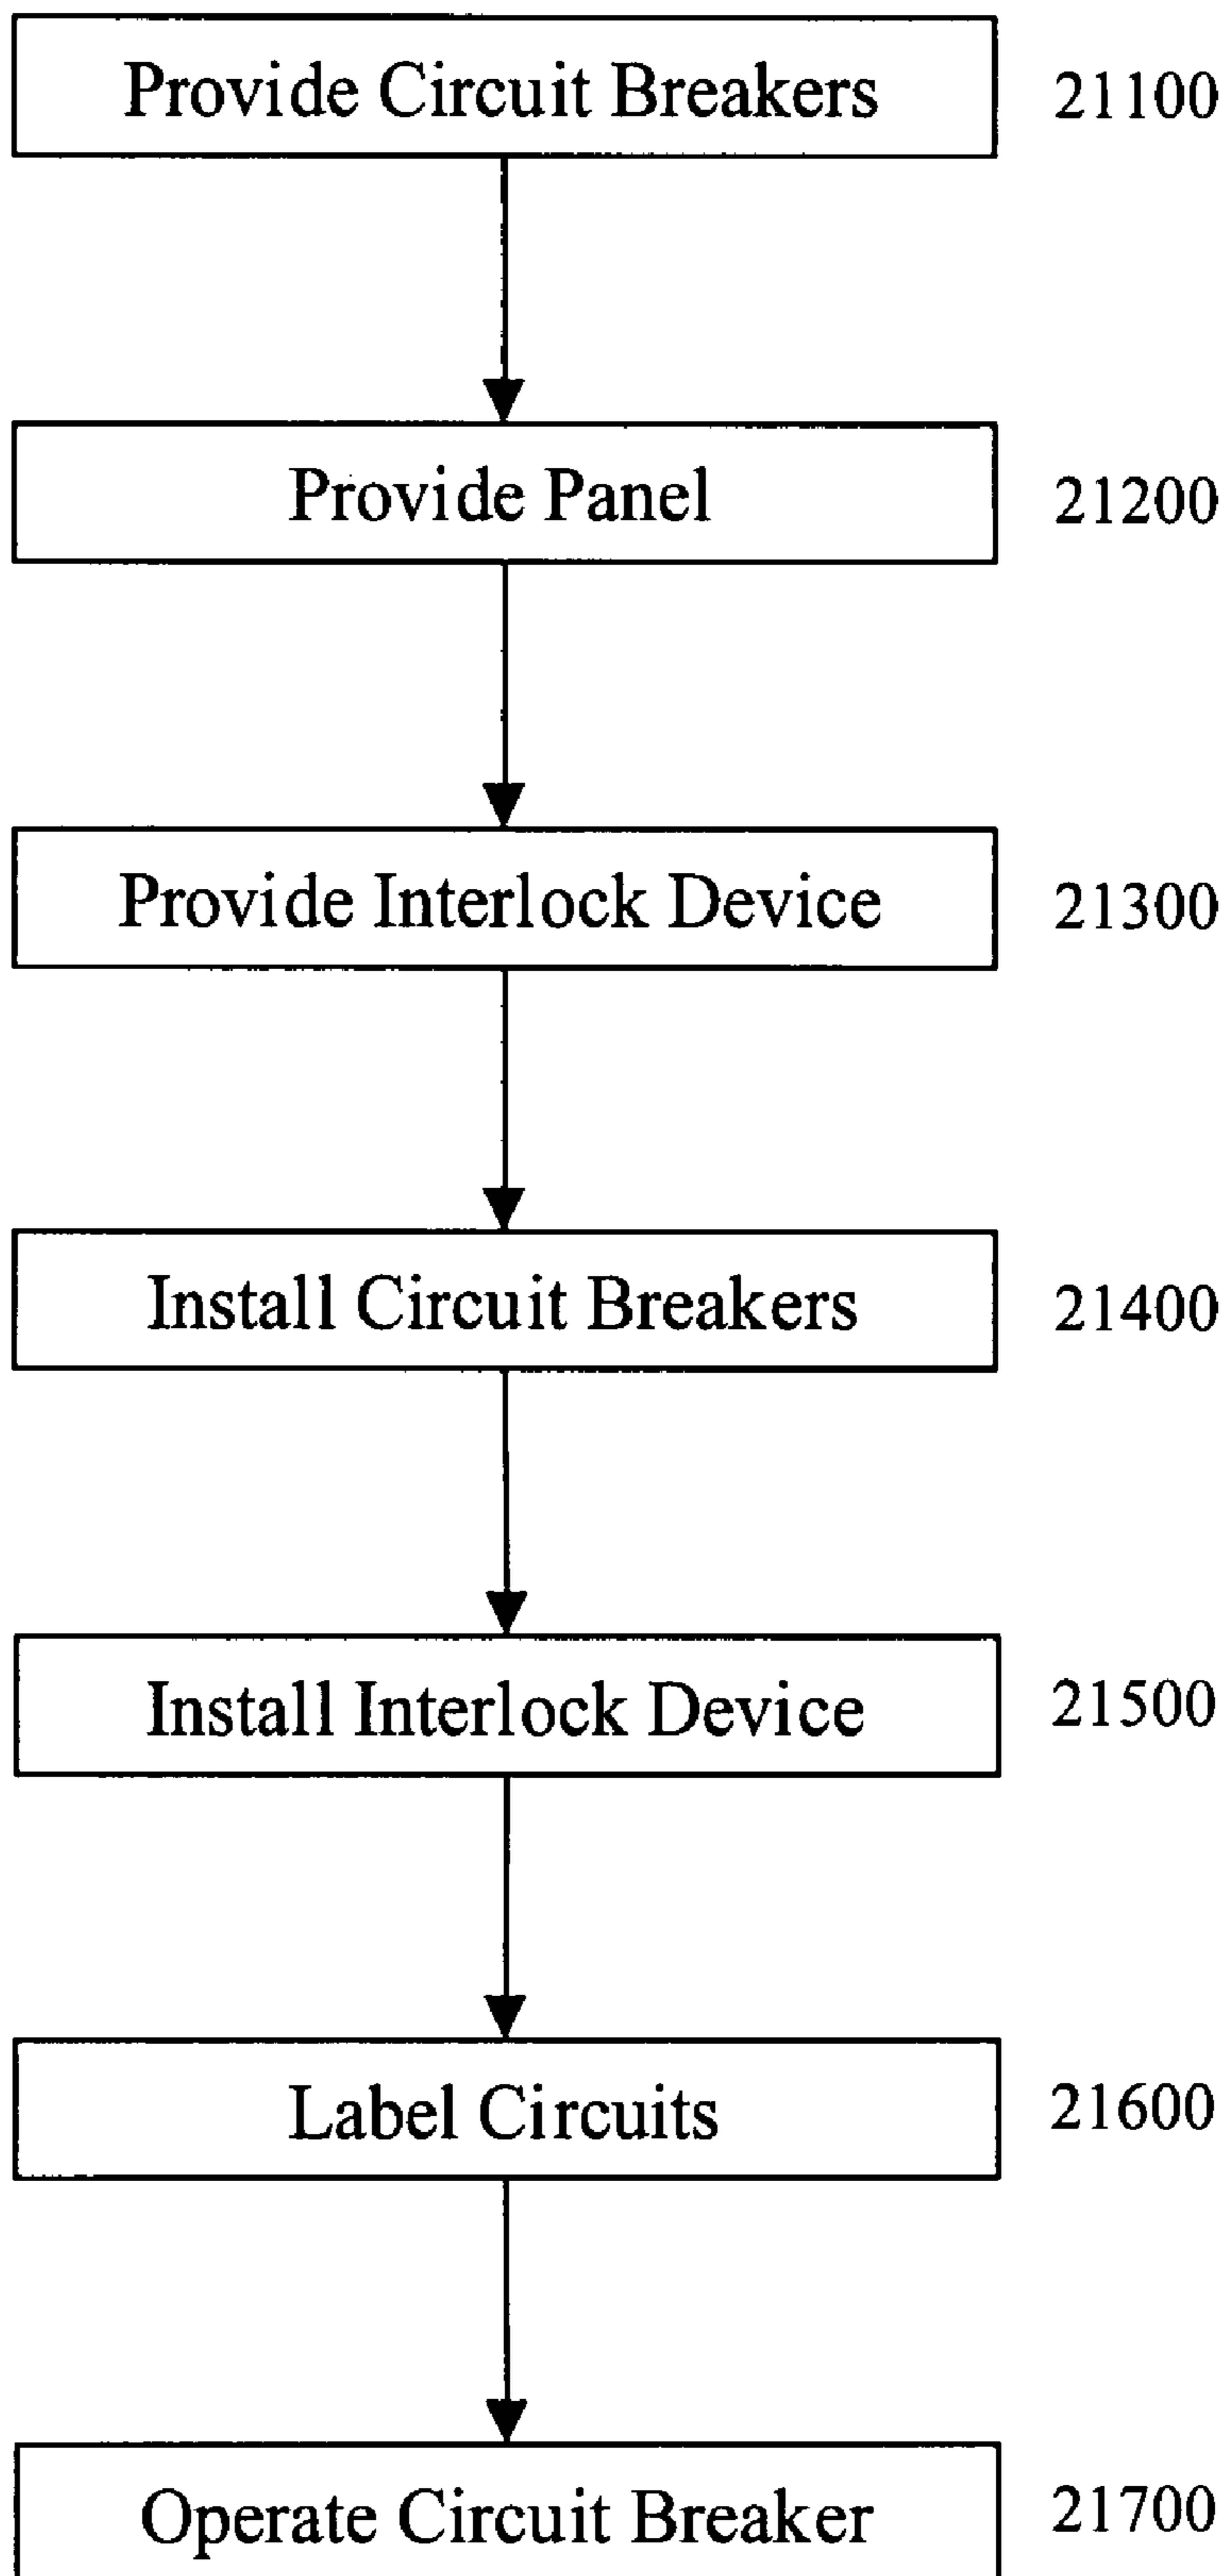 Provide Circuit Breakers 21100
Provide Panel 21200
Provide Interlock Device 21300
Install Circuit Breakers 21400
Install Interlock Device 21500
Label Circuits 21600
Operate Circuit Breaker 21700